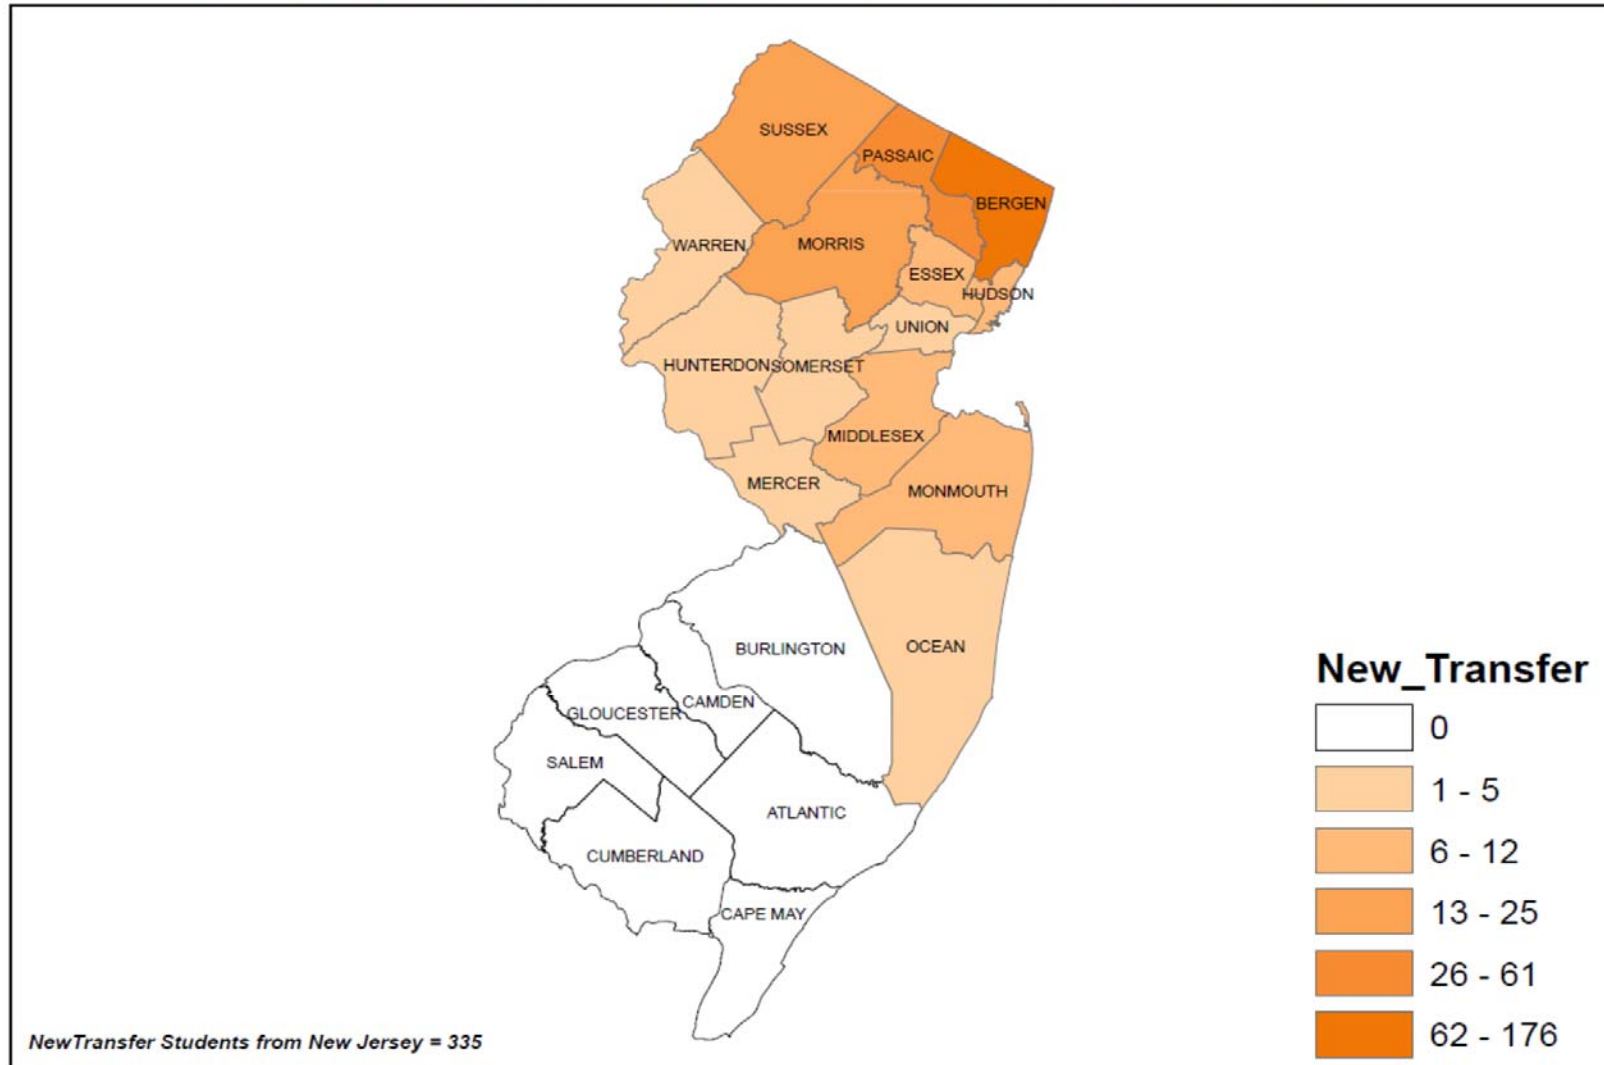 SUSSEX
PASSAIC
BERGEN
WARREN
MORRIS
ESSEX
HUDSON
UNION
HUNTERDON
SOMERSET
MIDDLESEX
MERCER
MONMOUTH
OCEAN
BURLINGTON
CAMDEN
GLOUCESTER
SALEM
ATLANTIC
CUMBERLAND
CAPE MAY
New_Transfer
0
1 - 5
6 - 12
13 - 25
26 - 61
62 - 176
NewTransfer Students from New Jersey = 335